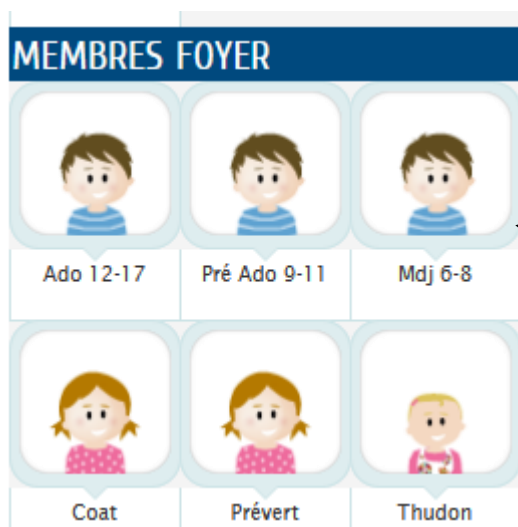 MEMBRES FOYER
Ado 12-17 Pré Ado 9-11 Mdj 6-8
Coat Prévert Thudon